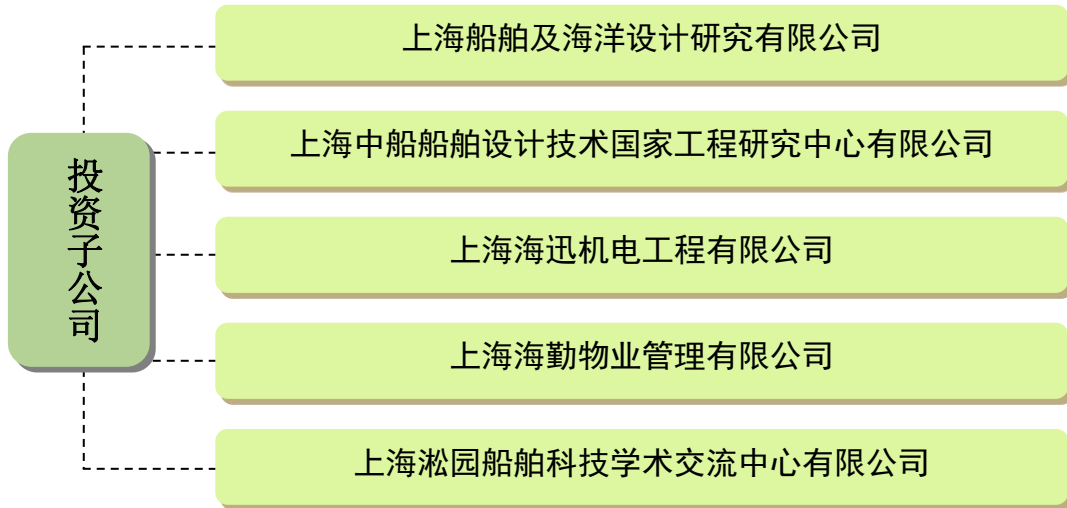 投资子公司
上海船舶及海洋设计研究有限公司
上海中船船舶设计技术国家工程研究中心有限公司
上海海迅机电工程有限公司
上海海勤物业管理有限公司
上海淞园船舶科技学术交流中心有限公司